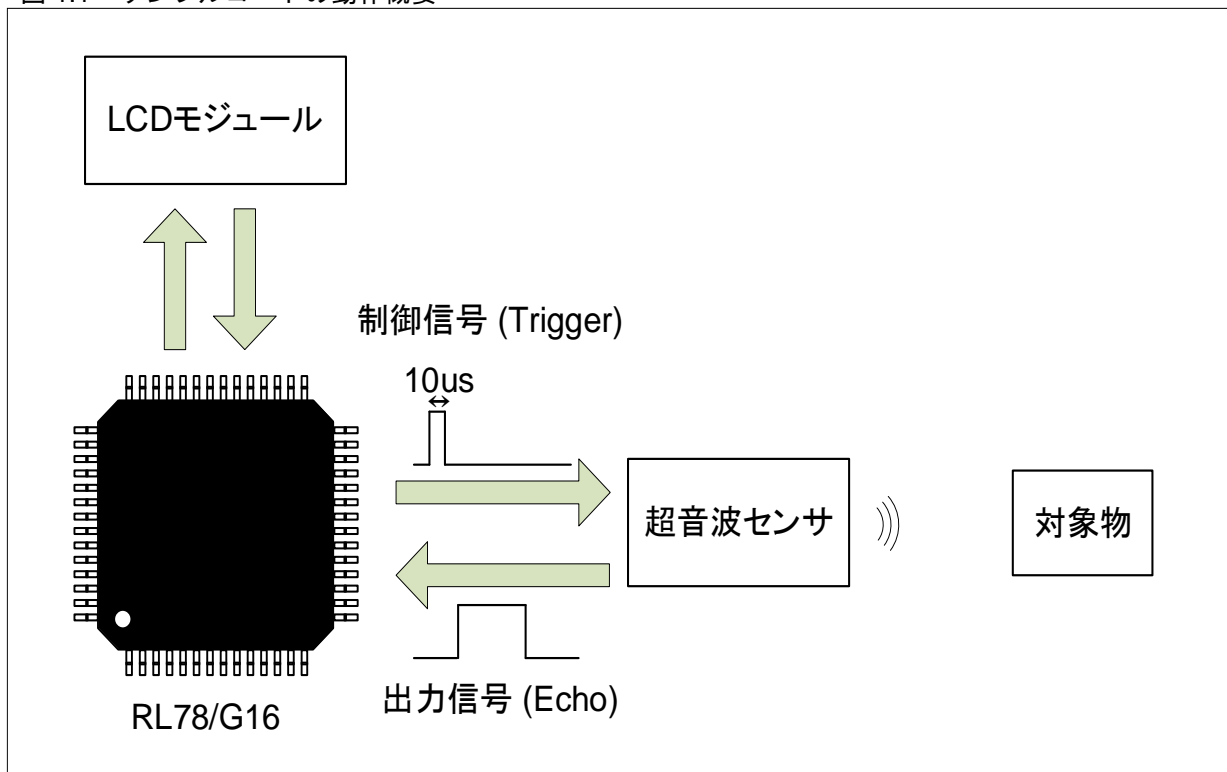 LCDモジュール
制御信号 (Trigger)
10us
超音波センサ
対象物
出力信号 (Echo)
RL78/G16